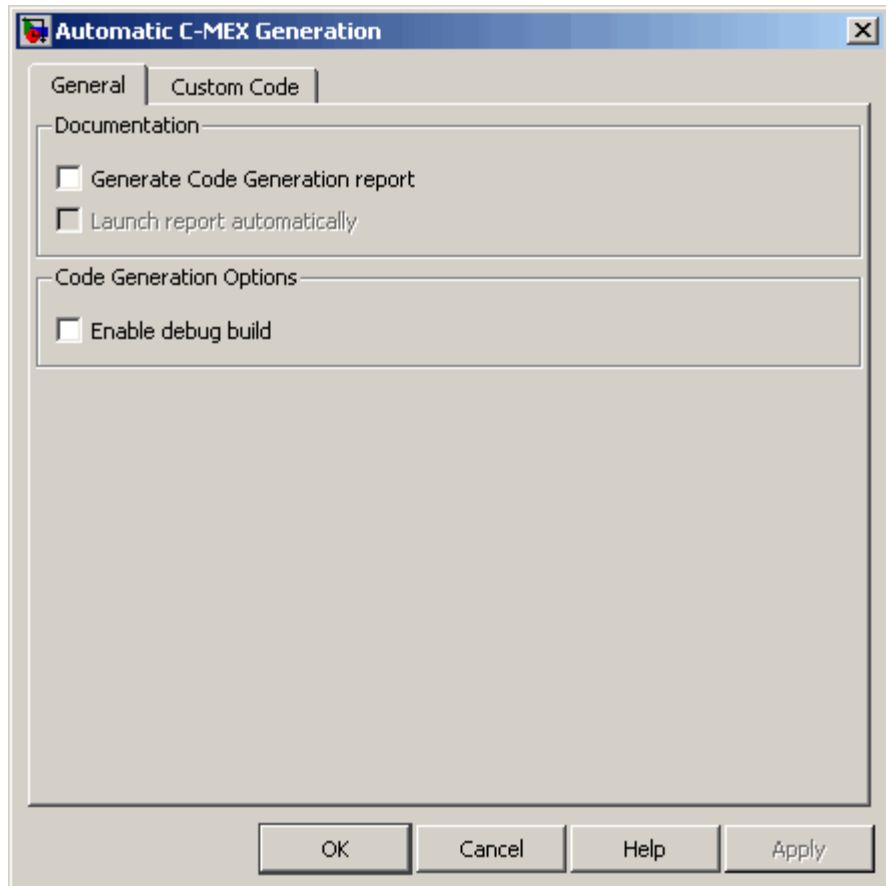 Automatic C-MEX Generation
General Custom Code
Documentation
Generate Code Generation report
Launch report automatically
Code Generation Options
Enable debug build
OK Cancel Help Apply